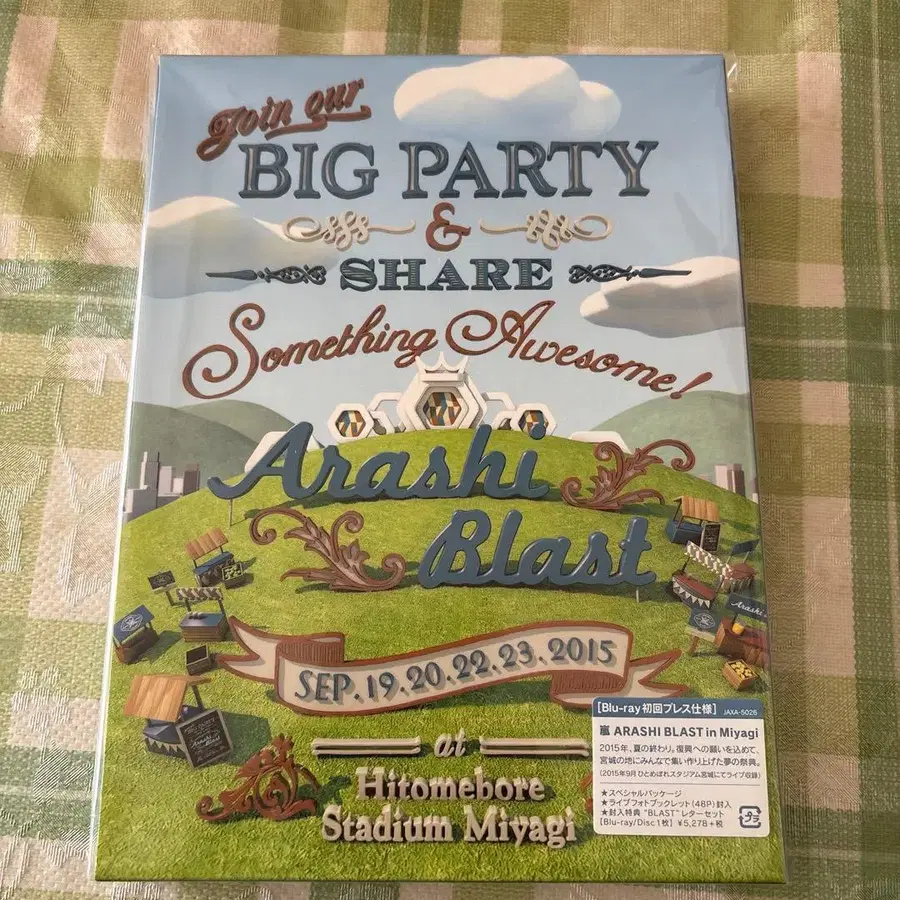 Join our
BIG PARTY
&
SHARE
Something Awesome!
Arashi
Blast
SEP.19.20.22.23.2015
at
Hitomebore
Stadium Miyagi
【Blu-ray初回プレス仕様】 JAXA-5026
嵐 ARASHI BLAST in Miyagi
2015年、夏の終わり。復興への願いを込めて、
宮城の地にみんなで集い作り上げた夢の祭典。
(2015年9月 ひとめぼれスタジアム宮城にてライブ収録)
★スペシャルパッケージ
★ライブフォトブックレット(48P)封入
★封入特典 "BLAST" レターセット
[Blu-ray/Disc1枚] ¥5,278+税
プラ
Arashi
BIG PARTY
Arashi
Blast